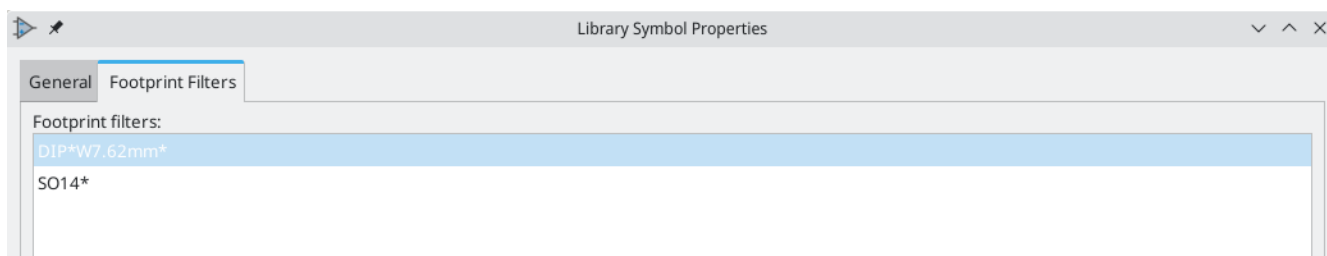 Library Symbol Properties
General Footprint Filters
Footprint filters:
DIP*W7.62mm*
SO14*